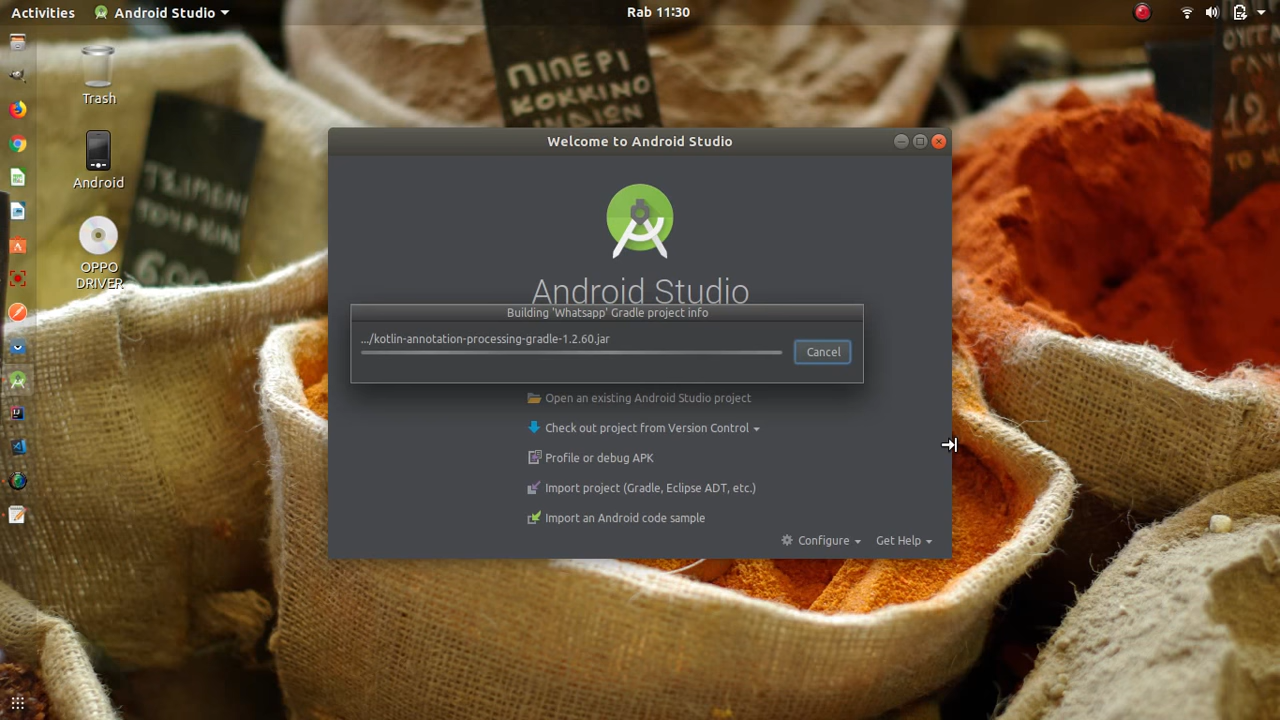 Activities
Android Studio
Rab 11:30
Trash
Android
OPPO
DRIVER
ΠΙΠΕΡΙ
ΚΟΚΚΙΝΟ
Welcome to Android Studio
Android Studio
Building 'Whatsapp' Gradle project info
.../kotlin-annotation-processing-gradle-1.2.60.jar
Cancel
Open an existing Android Studio project
Check out project from Version Control
Profile or debug APK
Import project (Gradle, Eclipse ADT, etc.)
Import an Android code sample
Configure
Get Help